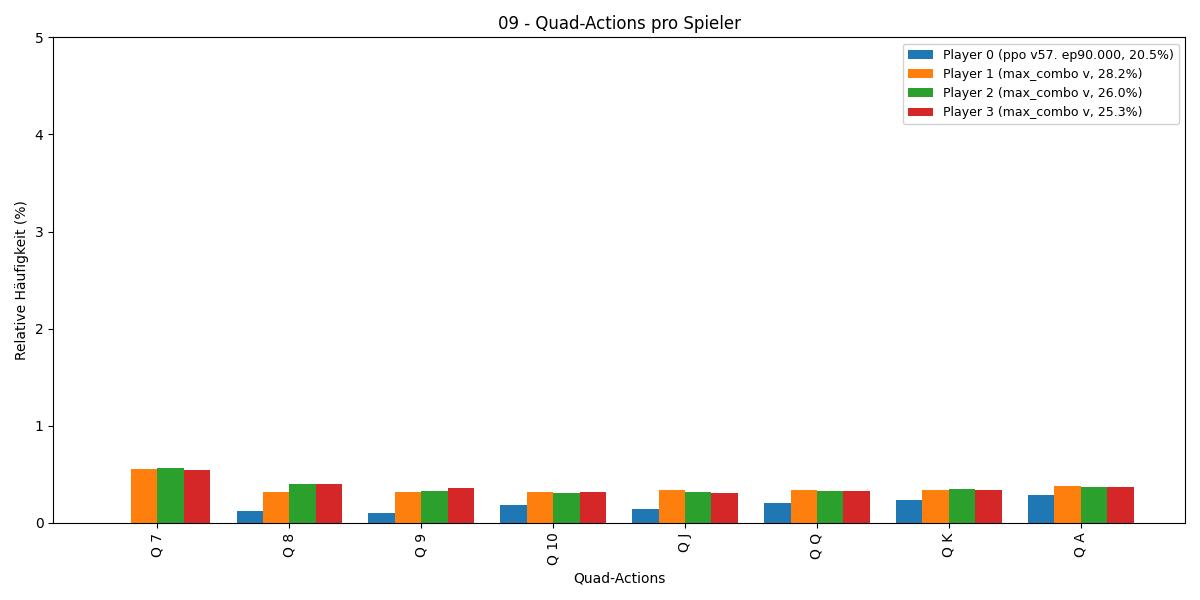 09 - Quad-Actions pro Spieler
5
4
3
2
1
0
Relative Häufigkeit (%)
Player 0 (ppo v57. ep90.000, 20.5%)
Player 1 (max_combo v, 28.2%)
Player 2 (max_combo v, 26.0%)
Player 3 (max_combo v, 25.3%)
Q 7
Q 8
Q 9
Q 10
Q J
Q Q
Q K
Q A
Quad-Actions